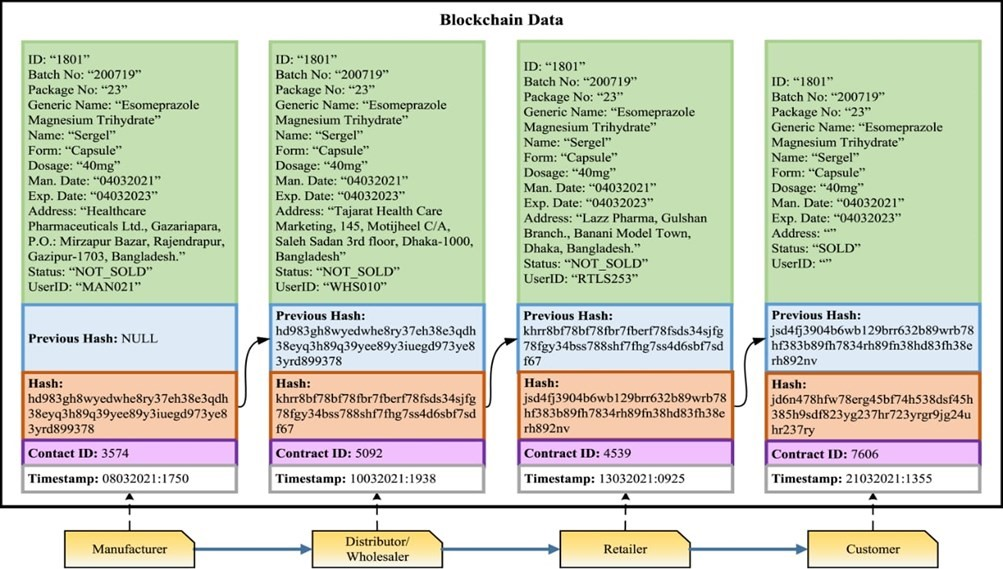 Blockchain Data
ID: “1801”
Batch No: “200719”
Package No: “23”
Generic Name: “Esomeprazole
Magnesium Trihydrate”
Name: “Sergel”
Form: “Capsule”
Dosage: “40mg”
Man. Date: “04032021”
Exp. Date: “04032023”
Address: “Healthcare
Pharmaceuticals Ltd., Gazariapara,
P.O.: Mirzapur Bazar, Rajendrapur,
Gazipur-1703, Bangladesh.”
Status: “NOT_SOLD”
UserID: “MAN021”
Previous Hash: NULL
Hash:
hd983gh8wyedwhe8ry37eh38e3qdh
38eyq3h89q39yee89y3iuegd973ye8
3yrd899378
Contact ID: 3574
Timestamp: 08032021:1750
ID: “1801”
Batch No: “200719”
Package No: “23”
Generic Name: “Esomeprazole
Magnesium Trihydrate”
Name: “Sergel”
Form: “Capsule”
Dosage: “40mg”
Man. Date: “04032021”
Exp. Date: “04032023”
Address: “Tajarat Health Care
Marketing, 145, Motijheel C/A,
Saleh Sadan 3rd floor, Dhaka-1000,
Bangladesh”
Status: “NOT_SOLD”
UserID: “WHS010”
Previous Hash:
hd983gh8wyedwhe8ry37eh38e3qdh
38eyq3h89q39yee89y3iuegd973ye8
3yrd899378
Hash:
khrr8bf78bf78fbr7fberf78fsds34sjfg
78fgy34bss788shf7fhg7ss4d6sbf7sd
f67
Contract ID: 5092
Timestamp: 10032021:1938
ID: “1801”
Batch No: “200719”
Package No: “23”
Generic Name: “Esomeprazole
Magnesium Trihydrate”
Name: “Sergel”
Form: “Capsule”
Dosage: “40mg”
Man. Date: “04032021”
Exp. Date: “04032023”
Address: “Lazz Pharma, Gulshan
Branch., Banani Model Town,
Dhaka, Bangladesh.”
Status: “NOT_SOLD”
UserID: “RTLS253”
Previous Hash:
khrr8bf78bf78fbr7fberf78fsds34sjfg
78fgy34bss788shf7fhg7ss4d6sbf7sd
f67
Hash:
jsd4fj3904b6wb129brr632b89wrb78
hf383b89fh7834rh89fn38hd83fh38e
rh892nv
Contract ID: 4539
Timestamp: 13032021:0925
ID: “1801”
Batch No: “200719”
Package No: “23”
Generic Name: “Esomeprazole
Magnesium Trihydrate”
Name: “Sergel”
Form: “Capsule”
Dosage: “40mg”
Man. Date: “04032021”
Exp. Date: “04032023”
Address: “”
Status: “SOLD”
UserID: “”
Previous Hash:
jsd4fj3904b6wb129brr632b89wrb78
hf383b89fh7834rh89fn38hd83fh38e
rh892nv
Hash:
jd6n478hfw78erg45bf74h538dsf45h
385h9sdf823yg237hr723yrgr9jg24u
hr237ry
Contract ID: 7606
Timestamp: 21032021:1355
Manufacturer
Distributor/
Wholesaler
Retailer
Customer